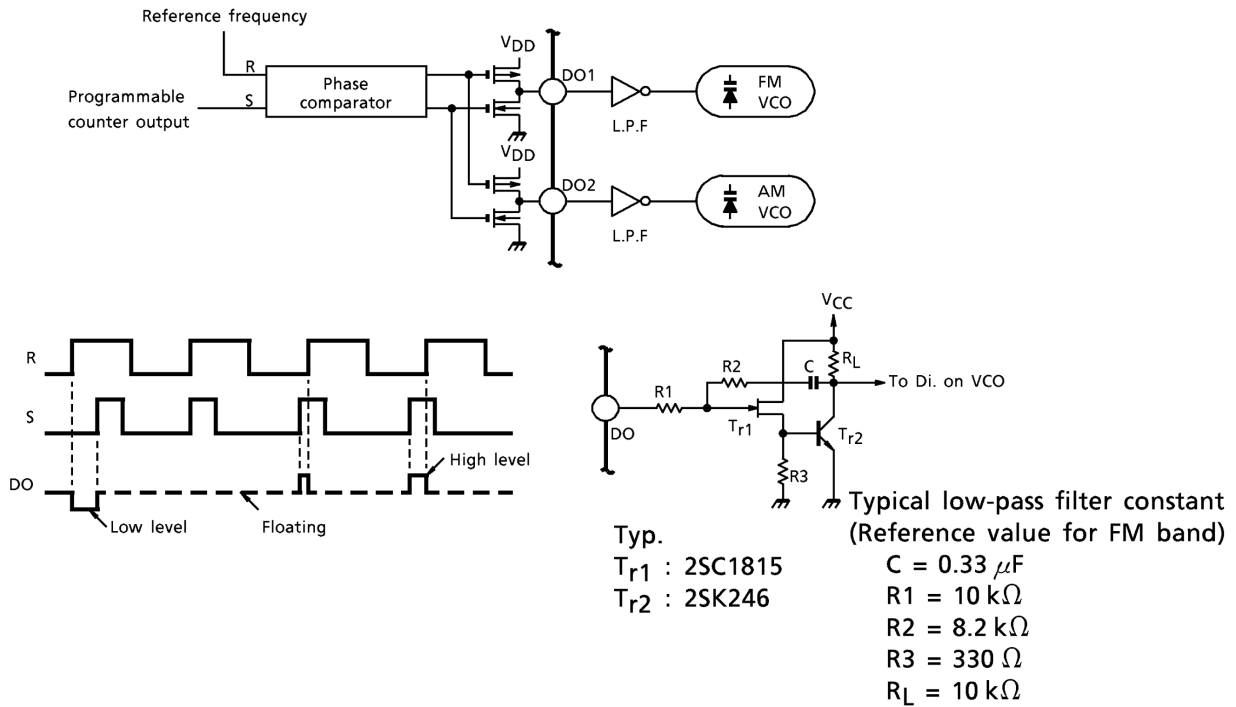 Reference frequency
R
S
Phase
comparator
Programmable
counter output
VDD
DO1
L.P.F
FM
VCO
VDD
DO2
L.P.F
AM
VCO
R
S
DO
High level
Low level
Floating
VCC
RL
R2
C
To Di. on VCO
R1
DO
Tr1
Tr2
R3
Typ.
Tr1 : 2SC1815
Tr2 : 2SK246
Typical low-pass filter constant
(Reference value for FM band)
C = 0.33 μF
R1 = 10 kΩ
R2 = 8.2 kΩ
R3 = 330 Ω
RL = 10 kΩ